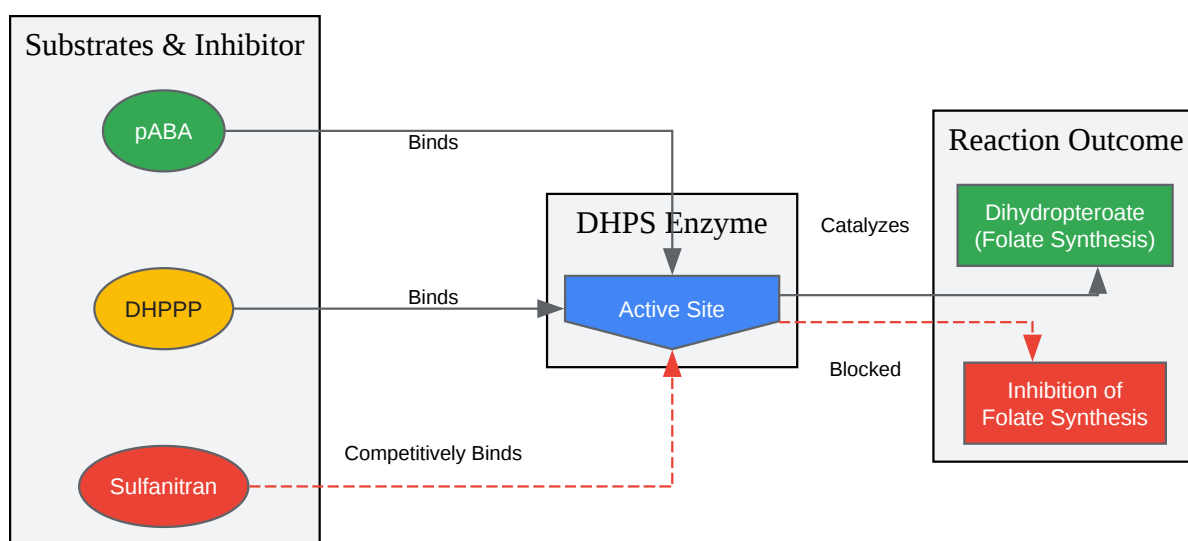 Substrates & Inhibitor
pABA
Binds
DHPPP
Binds
Sulfanitran
Competitively Binds
DHPS Enzyme
Active Site
Catalyzes
Blocked
Reaction Outcome
Dihydropteroate
(Folate Synthesis)
Inhibition of
Folate Synthesis